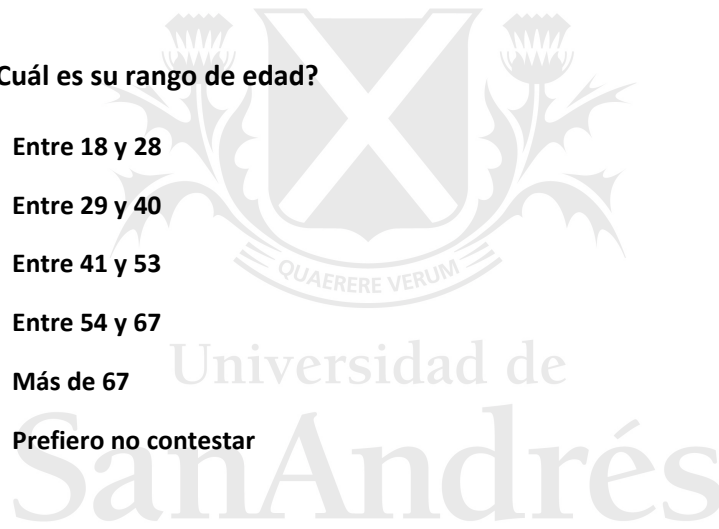 Cuál es su rango de edad?
Entre 18 y 28
Entre 29 y 40
Entre 41 y 53
Entre 54 y 67
Más de 67
Prefiero no contestar
QUAERERE VERUM
Universidad de
SanAndrés